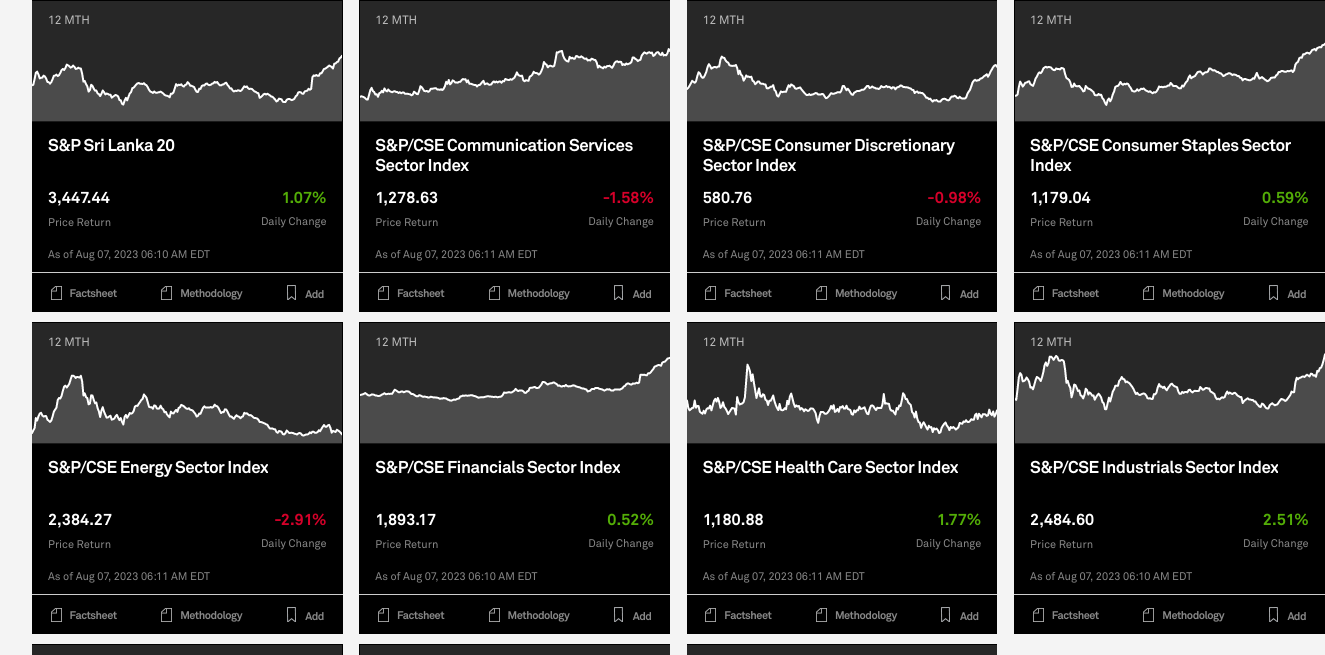 12 MTH
S&P Sri Lanka 20
3,447.44
1.07%
Price Return
Daily Change
As of Aug 07, 2023 06:10 AM EDT
Factsheet
Methodology
Add
12 MTH
S&P/CSE Communication Services
Sector Index
1,278.63
-1.58%
Price Return
Daily Change
As of Aug 07, 2023 06:11 AM EDT
Factsheet
Methodology
Add
12 MTH
S&P/CSE Consumer Discretionary
Sector Index
580.76
-0.98%
Price Return
Daily Change
As of Aug 07, 2023 06:11 AM EDT
Factsheet
Methodology
Add
12 MTH
S&P/CSE Consumer Staples Sector
Index
1,179.04
0.59%
Price Return
Daily Change
As of Aug 07, 2023 06:11 AM EDT
Factsheet
Methodology
Add
12 MTH
S&P/CSE Energy Sector Index
2,384.27
-2.91%
Price Return
Daily Change
As of Aug 07, 2023 06:11 AM EDT
Factsheet
Methodology
Add
12 MTH
S&P/CSE Financials Sector Index
1,893.17
0.52%
Price Return
Daily Change
As of Aug 07, 2023 06:10 AM EDT
Factsheet
Methodology
Add
12 MTH
S&P/CSE Health Care Sector Index
1,180.88
1.77%
Price Return
Daily Change
As of Aug 07, 2023 06:11 AM EDT
Factsheet
Methodology
Add
12 MTH
S&P/CSE Industrials Sector Index
2,484.60
2.51%
Price Return
Daily Change
As of Aug 07, 2023 06:10 AM EDT
Factsheet
Methodology
Add